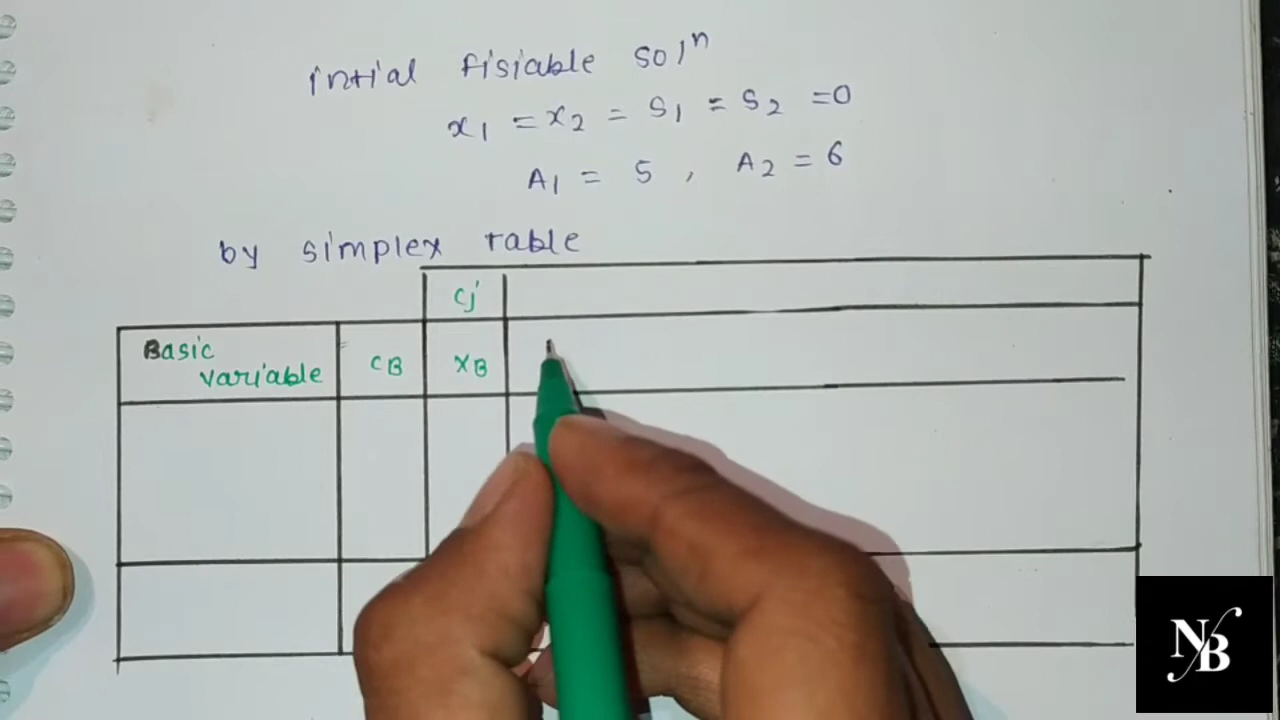 intial fisiable solⁿ
x₁ = x₂ = S₁ = S₂ = 0
A₁ = 5 , A₂ = 6
by simplex table
Cj
Basic variable CB XB
NB